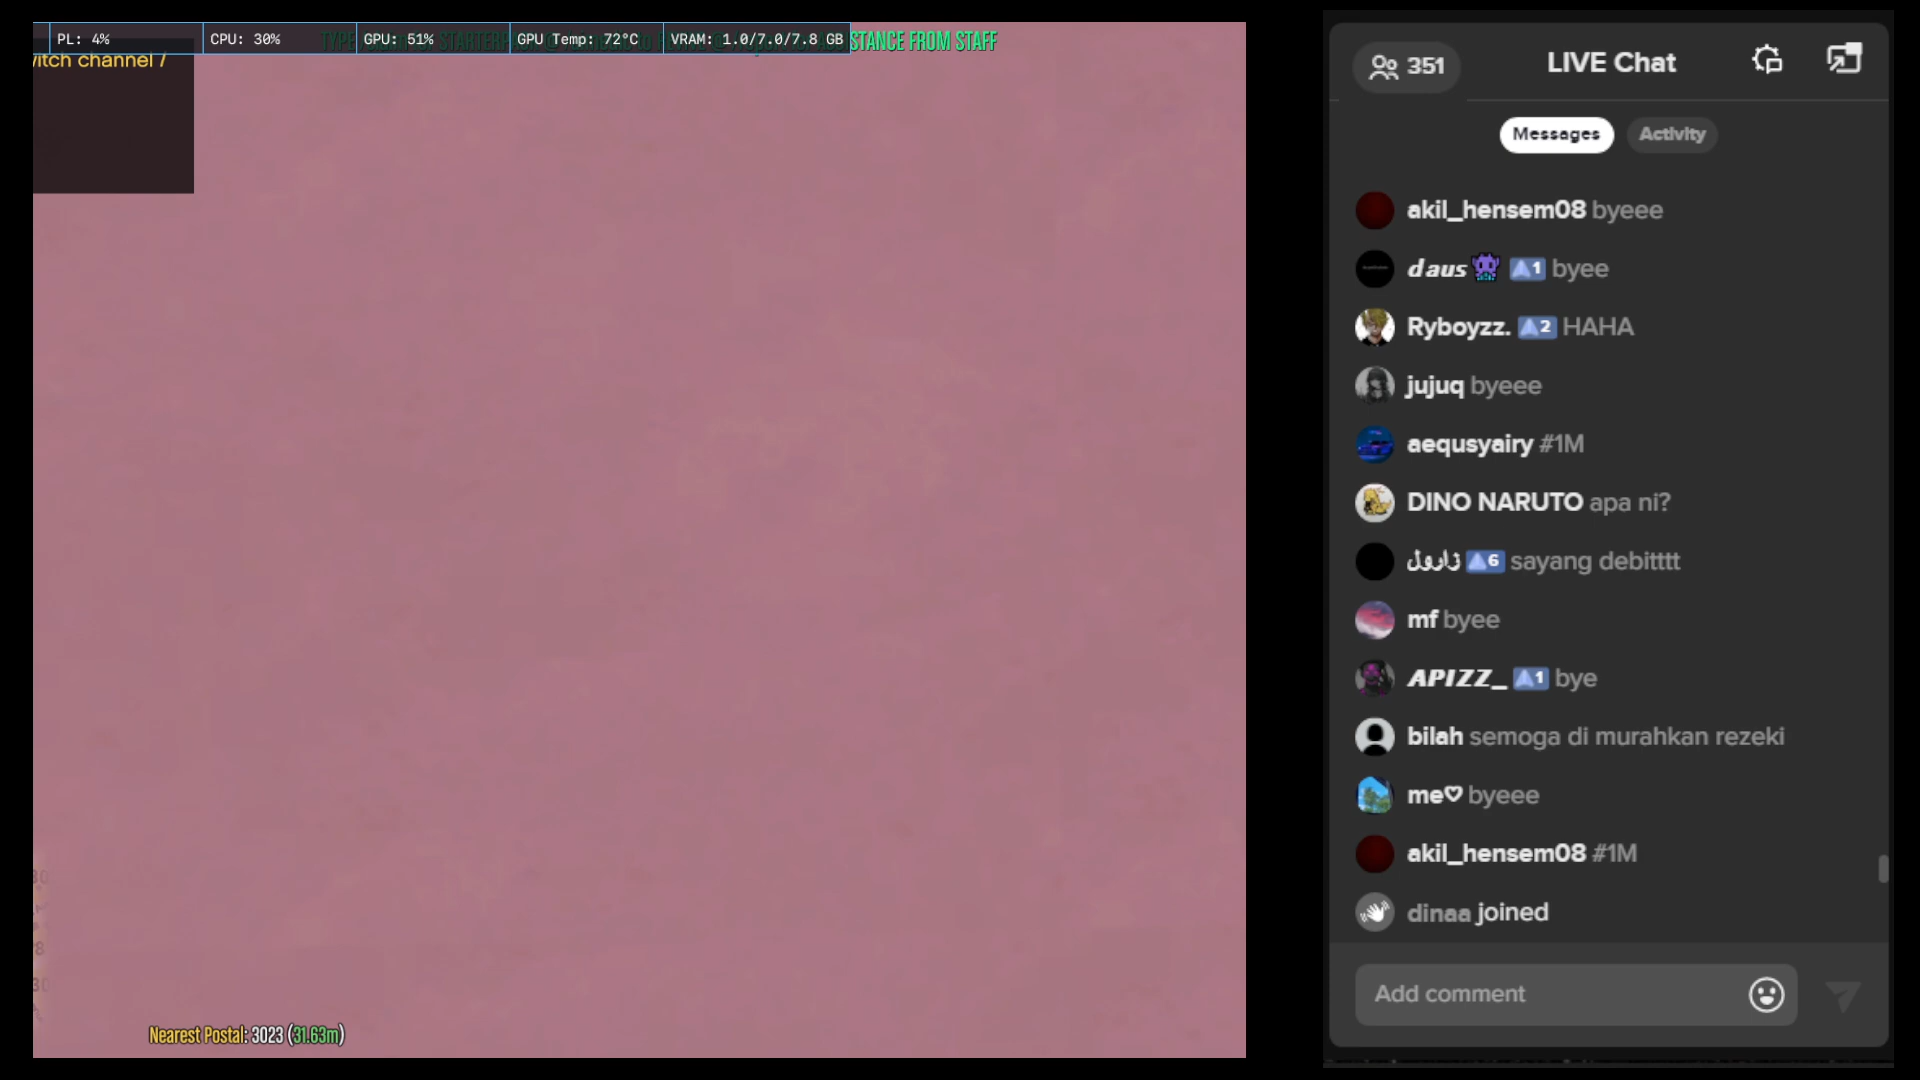 PL: 4% CPU: 30% GPU: 51% GPU Temp: 72°C VRAM: 1.0/7.0/7.8 GB STANCE FROM STAFF
witch channel /
Nearest Postal: 3023 (31.63m)
351 LIVE Chat
Messages Activity
akil_hensem08 byeee
daus 1 byee
Ryboyzz. 2 HAHA
jujuq byeee
aequsyairy #1M
DINO NARUTO apa ni?
زارول 6 sayang debitttt
mf byee
APIZZ_ 1 bye
bilah semoga di murahkan rezeki
me♡ byeee
akil_hensem08 #1M
dinaa joined
Add comment